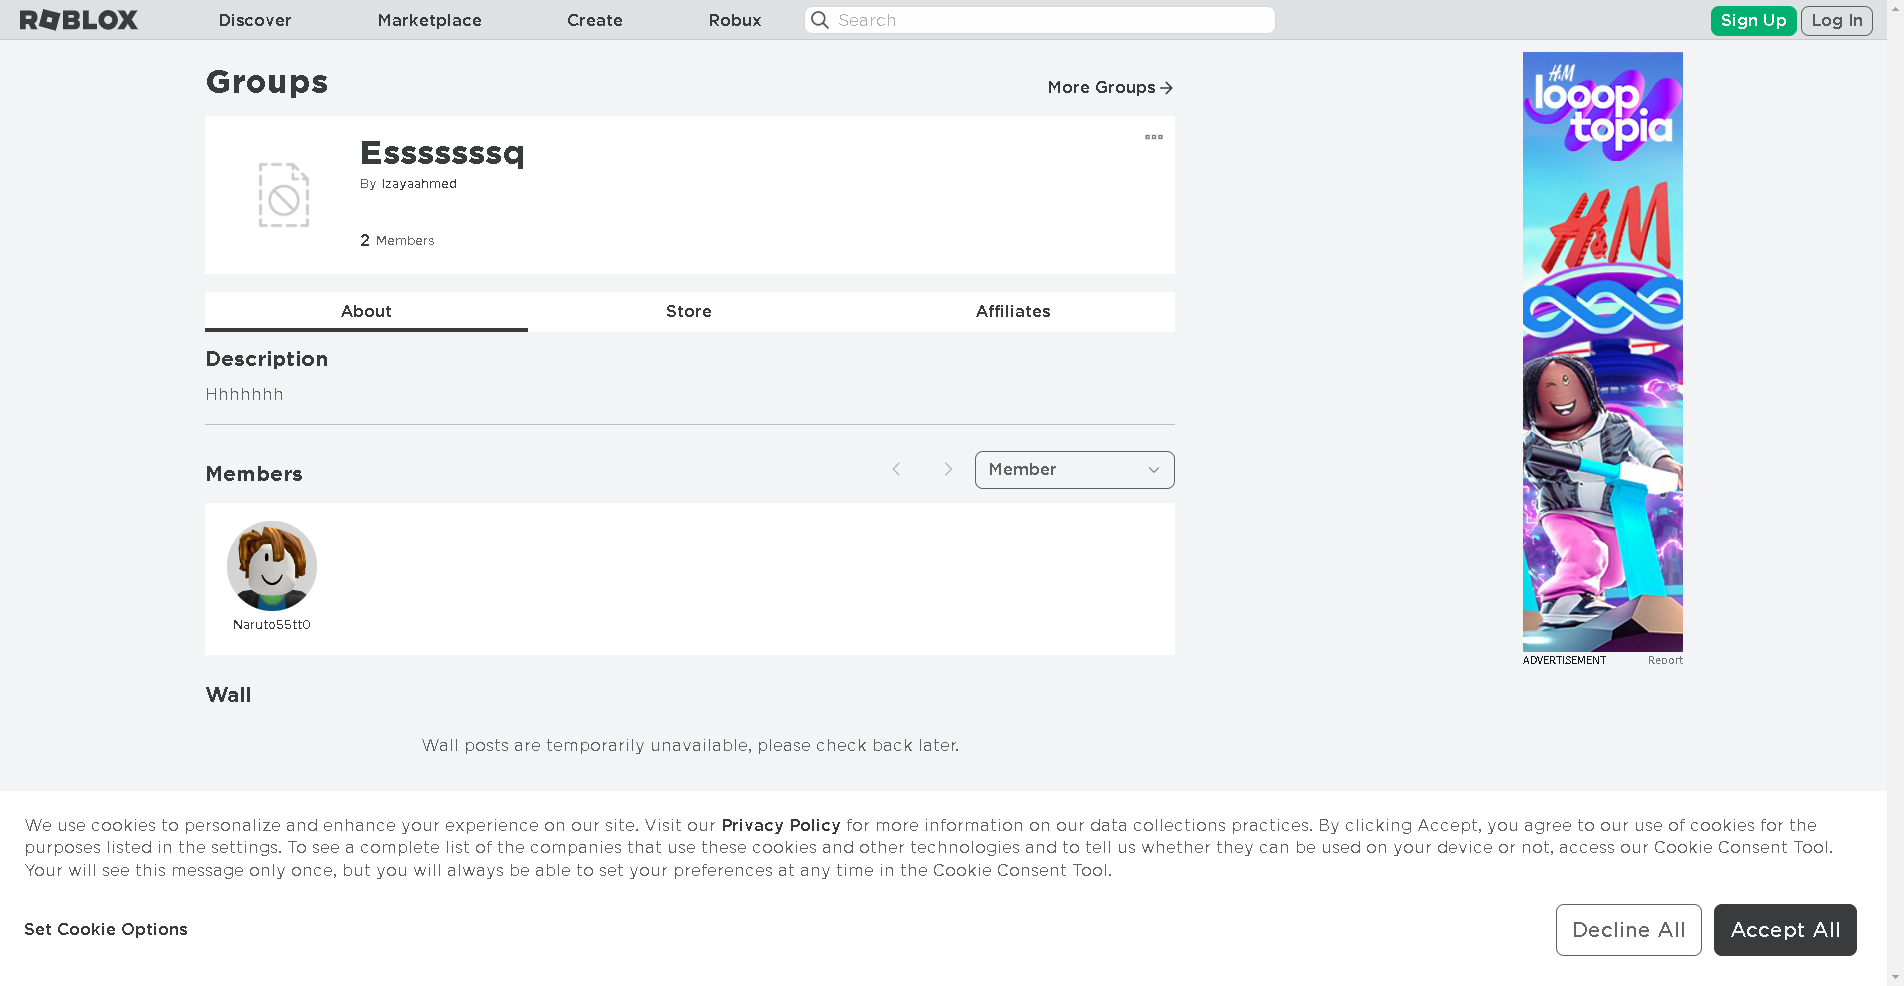 ROBLOX
Discover
Marketplace
Create
Robux
Search
Sign Up
Log In
Groups
More Groups
Essssssssq
By Izayaahmed
2 Members
About
Store
Affiliates
Description
Hhhhhhh
Members
Member
Naruto55tt0
Wall
Wall posts are temporarily unavailable, please check back later.
H&M
looop
topia
H&M
ADVERTISEMENT
Report
We use cookies to personalize and enhance your experience on our site. Visit our Privacy Policy for more information on our data collections practices. By clicking Accept, you agree to our use of cookies for the
purposes listed in the settings. To see a complete list of the companies that use these cookies and other technologies and to tell us whether they can be used on your device or not, access our Cookie Consent Tool.
Your will see this message only once, but you will always be able to set your preferences at any time in the Cookie Consent Tool.
Set Cookie Options
Decline All
Accept All